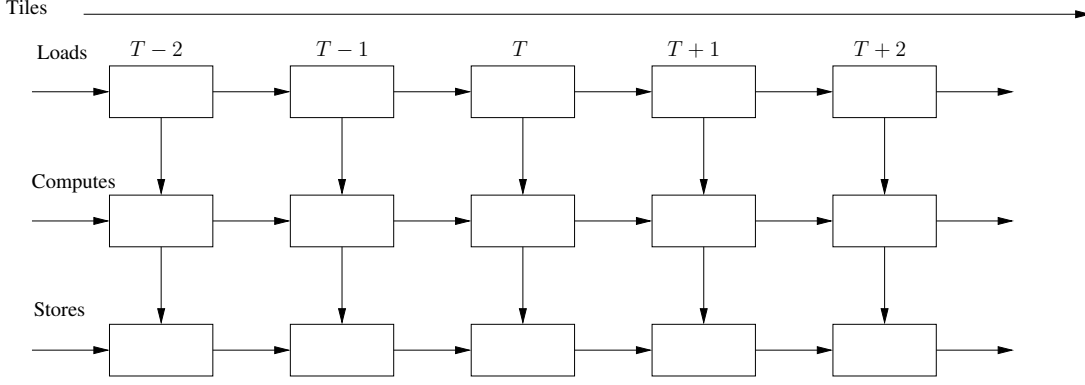 Tiles
Loads
T − 2
T − 1
T
T + 1
T + 2
Computes
Stores